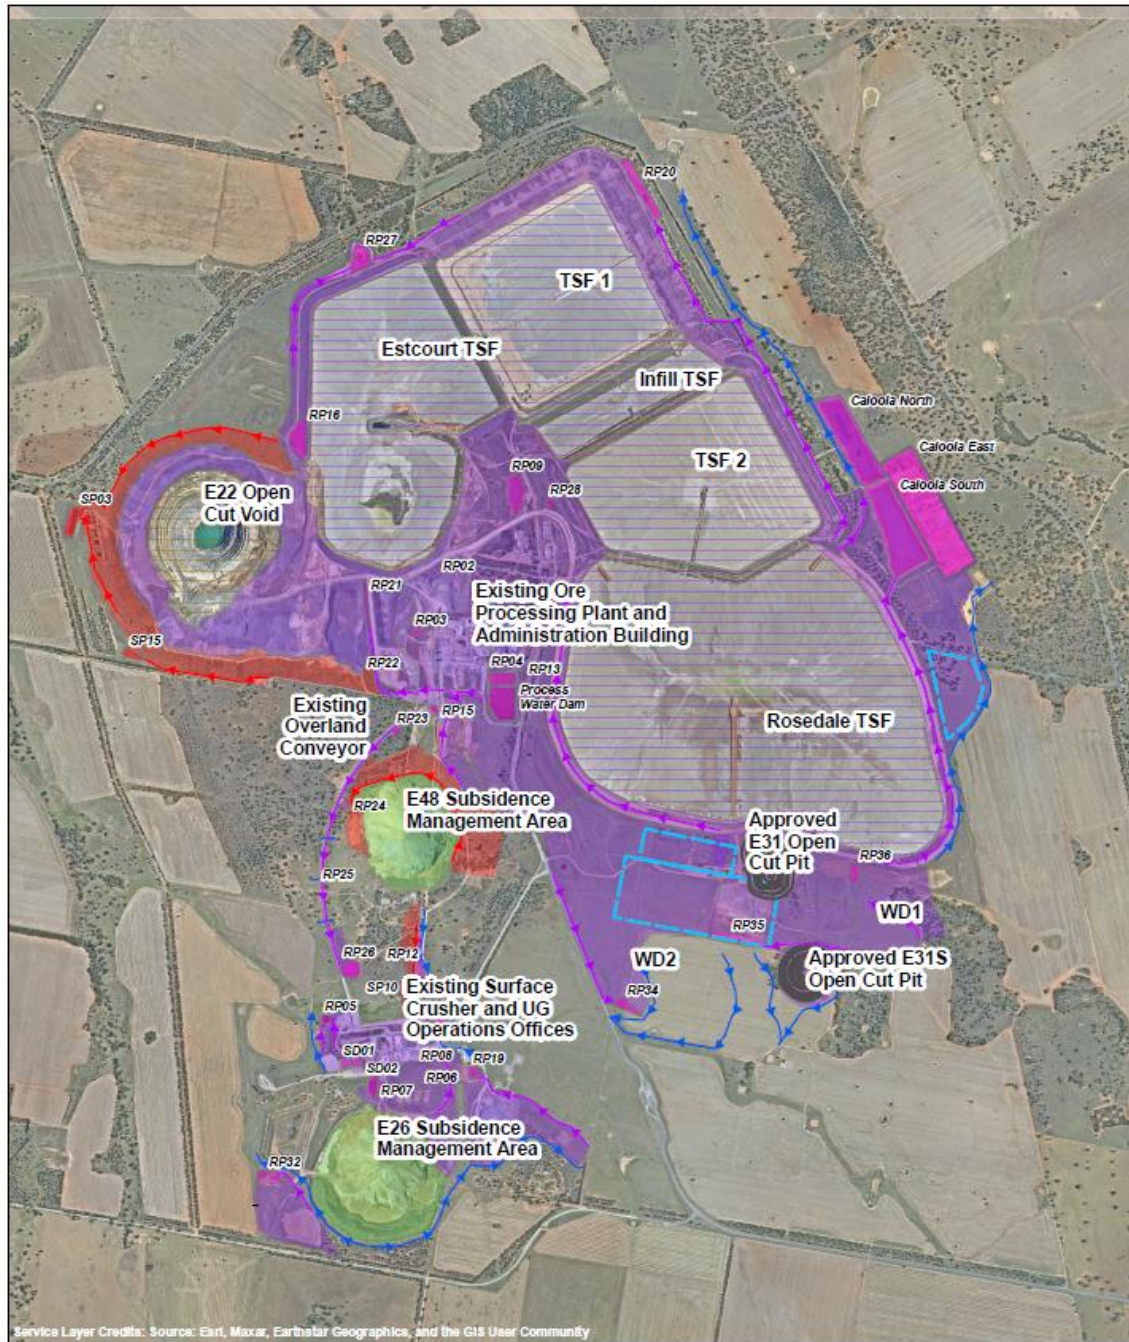 RP20
RP27
TSF 1
Estcourt TSF
Infill TSF
Caloola North
RP16
Caloola East
TSF 2
RP09
Caloola South
SP03
E22 Open
Cut Void
RP28
RP02
RP21
Existing Ore
Processing Plant and
Administration Building
RP03
SP15
RP22
RP04
RP13
Process
Water Dam
Existing
Overland
Conveyor
RP23
RP15
Rosedale TSF
RP24
E48 Subsidence
Management Area
Approved
E31 Open
Cut Pit
RP36
RP25
WD1
RP35
RP26
RP12
WD2
Approved E31S
Open Cut Pit
SP10
Existing Surface
Crusher and UG
Operations Offices
RP34
RP05
SD01
RP08
RP19
SD02
RP06
RP07
E26 Subsidence
Management Area
RP32
Service Layer Credits: Source: Esri, Maxar, Earthstar Geographics, and the GIS User Community